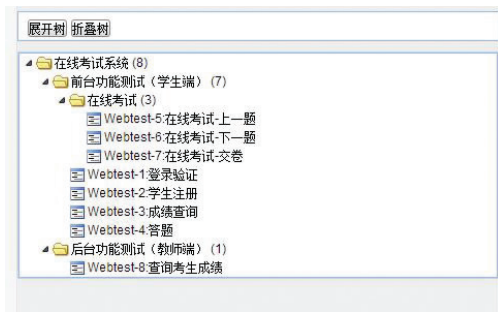 展开树 折叠树
在线考试系统 (8)
前台功能测试（学生端）(7)
在线考试 (3)
Webtest-5:在线考试-上一题
Webtest-6:在线考试-下一题
Webtest-7:在线考试-交卷
Webtest-1:登录验证
Webtest-2:学生注册
Webtest-3:成绩查询
Webtest-4:答题
后台功能测试（教师端）(1)
Webtest-8:查询考生成绩